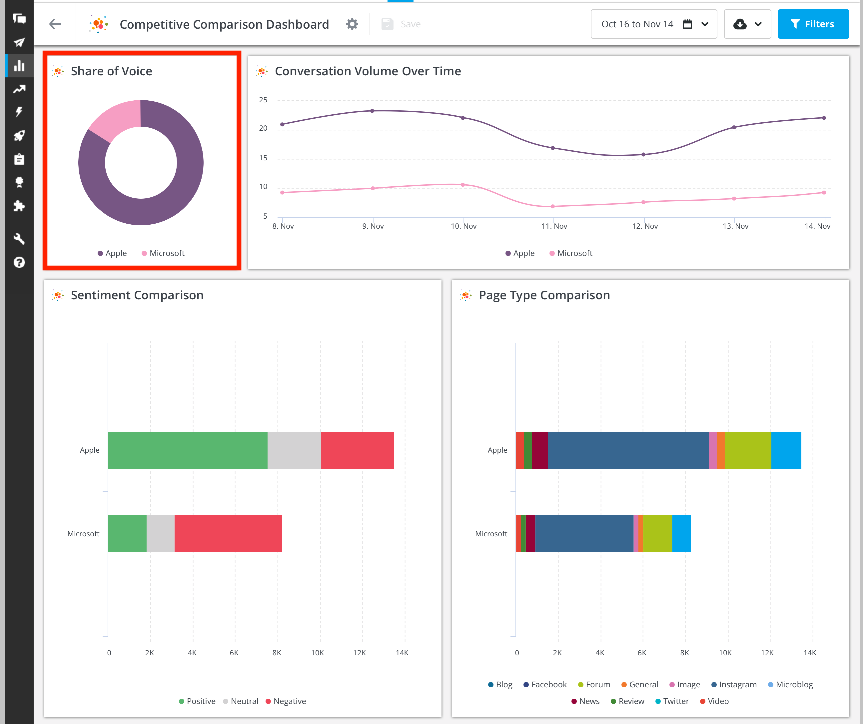 Competitive Comparison Dashboard
Save
Oct 16 to Nov 14
Filters
Share of Voice
Apple Microsoft
Conversation Volume Over Time
25
20
15
10
5
8. Nov 9. Nov 10. Nov 11. Nov 12. Nov 13. Nov 14. Nov
Apple Microsoft
Sentiment Comparison
Apple
Microsoft
0 2K 4K 6K 8K 10K 12K 14K
Positive Neutral Negative
Page Type Comparison
Apple
Microsoft
0 2K 4K 6K 8K 10K 12K 14K
Blog Facebook Forum General Image Instagram Microblog
News Review Twitter Video